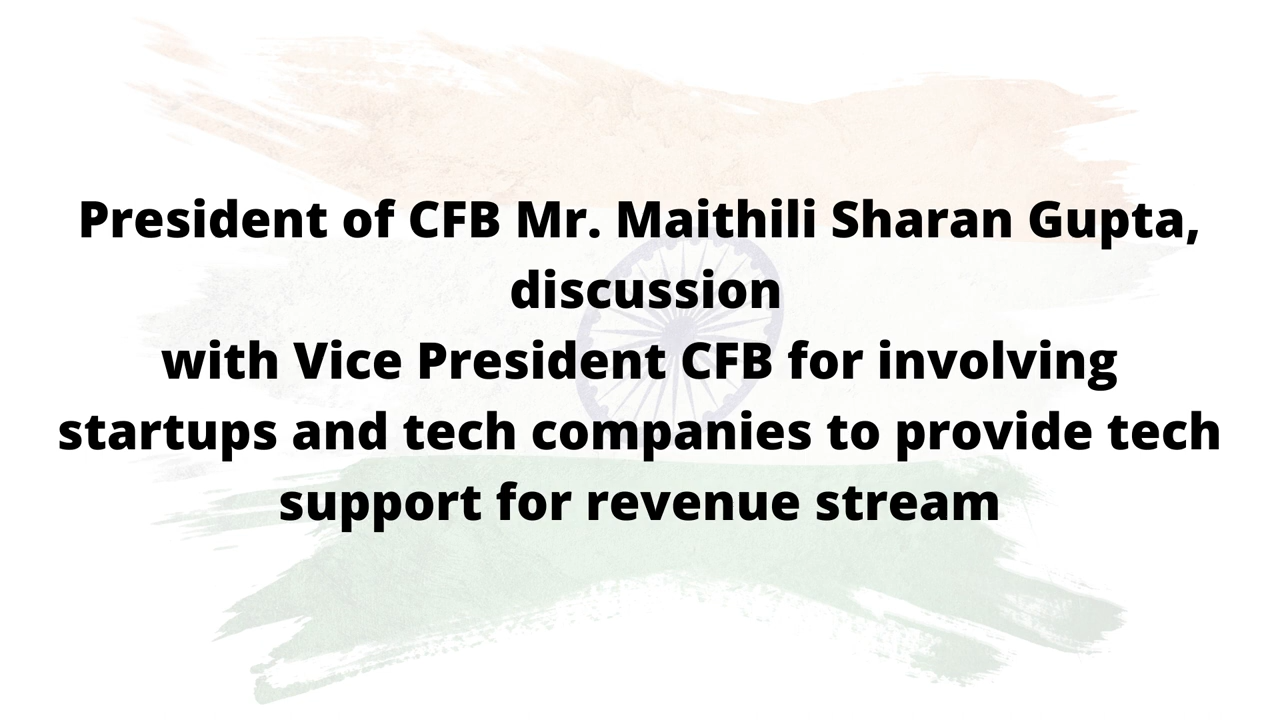 President of CFB Mr. Maithili Sharan Gupta,
discussion
with Vice President CFB for involving
startups and tech companies to provide tech
support for revenue stream